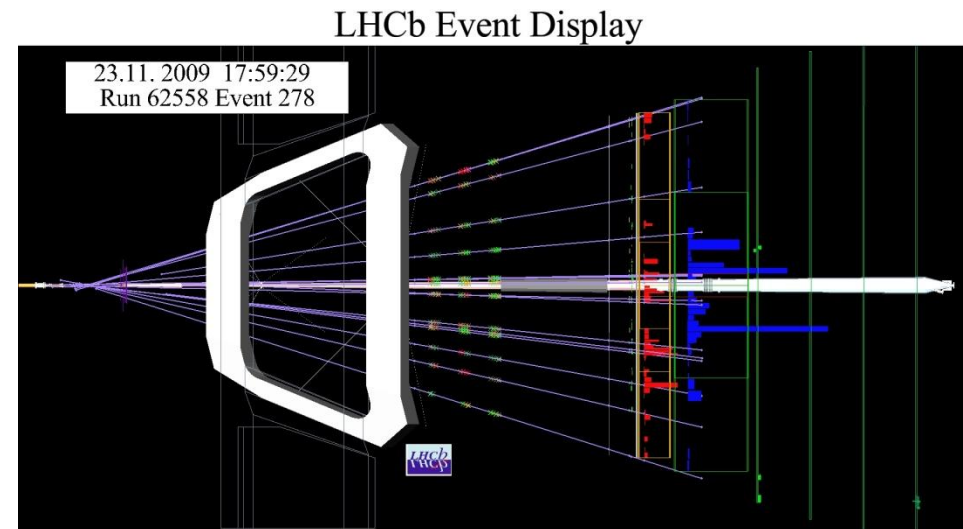 LHCb Event Display
23.11. 2009 17:59:29
Run 62558 Event 278
LHCb